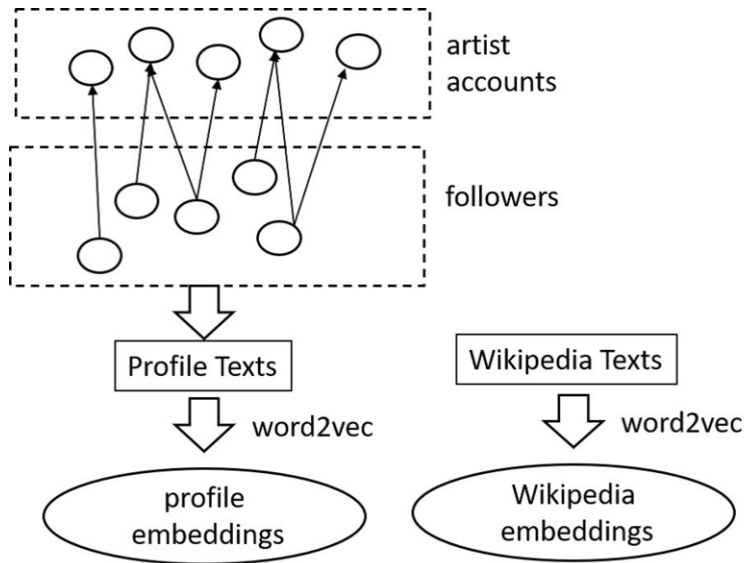 artist
accounts
followers
Profile Texts
Wikipedia Texts
word2vec
word2vec
profile
embeddings
Wikipedia
embeddings